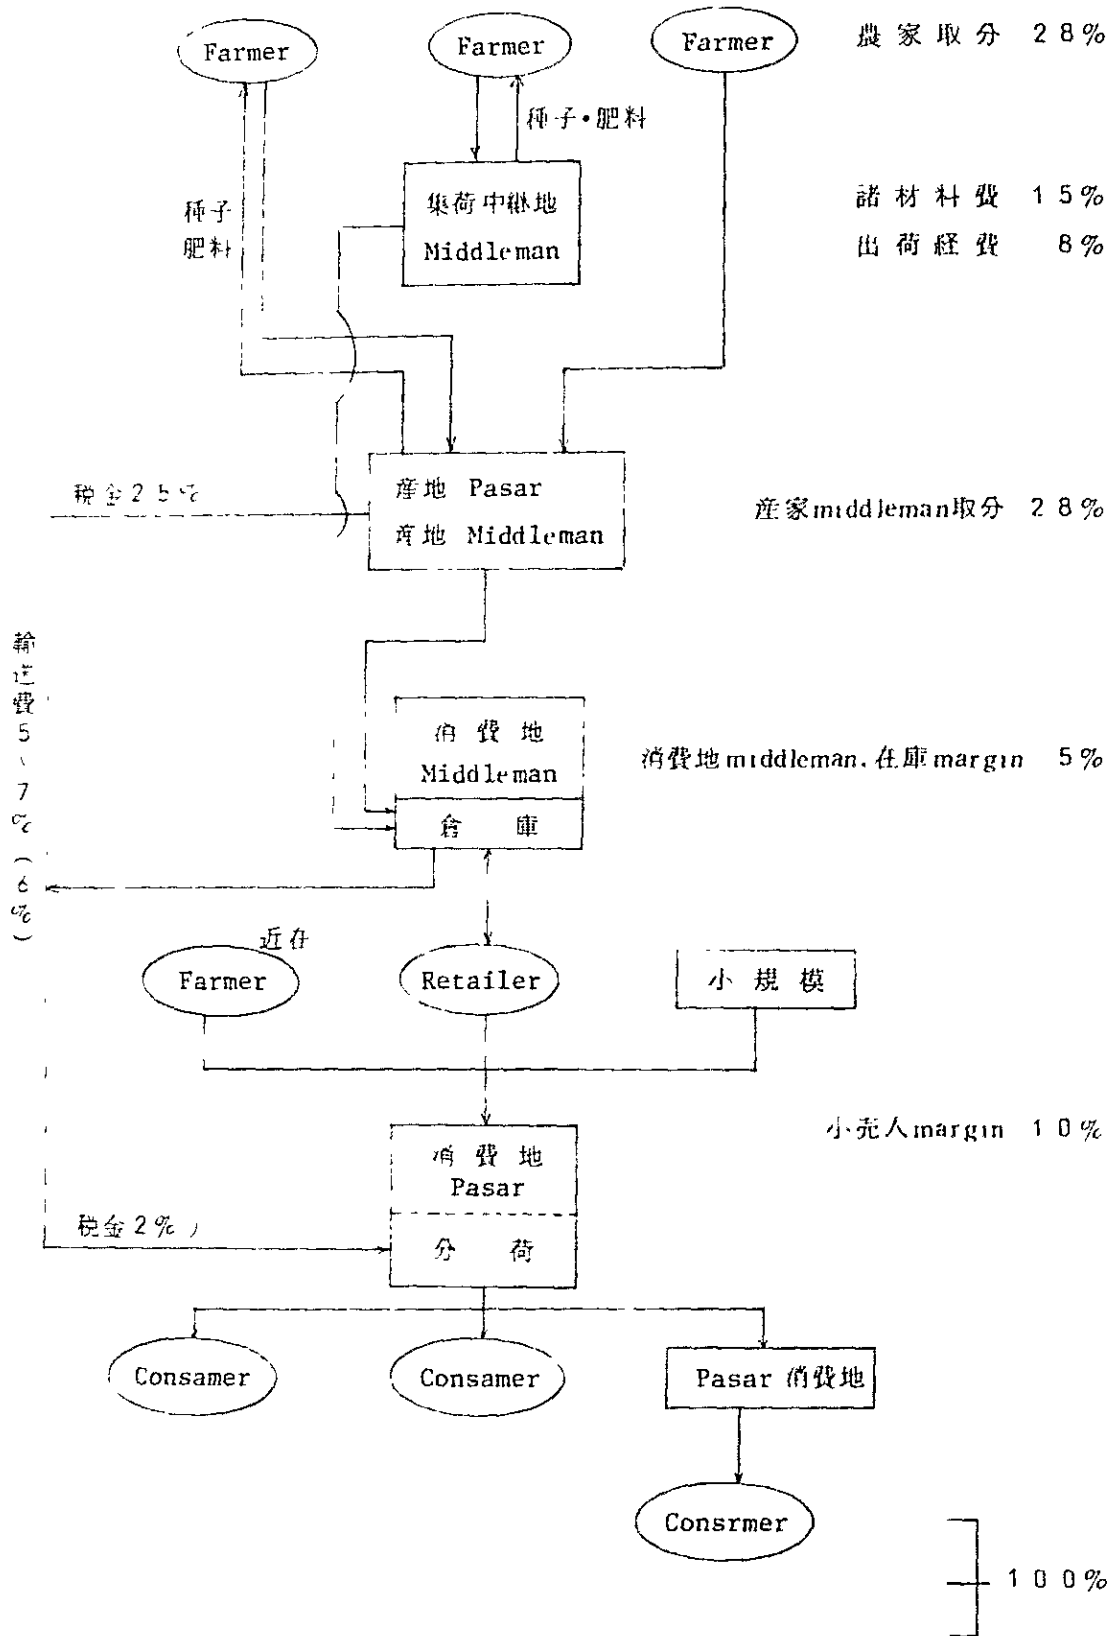 Farmer
Farmer
Farmer
農家取分 28%
種子・肥料
種子
肥料
集荷中継地
Middleman
諸材料費 15%
出荷経費 8%
税金25%
産地 Pasar
産地 Middleman
産家middleman取分 28%
輸送費5〜7%(6%)
消費地
Middleman
倉庫
消費地middleman.在庫margin 5%
近在
Farmer
Retailer
小規模
小売人margin 10%
消費地
Pasar
分荷
税金2%)
Consamer
Consamer
Pasar 消費地
Consrmer
100%